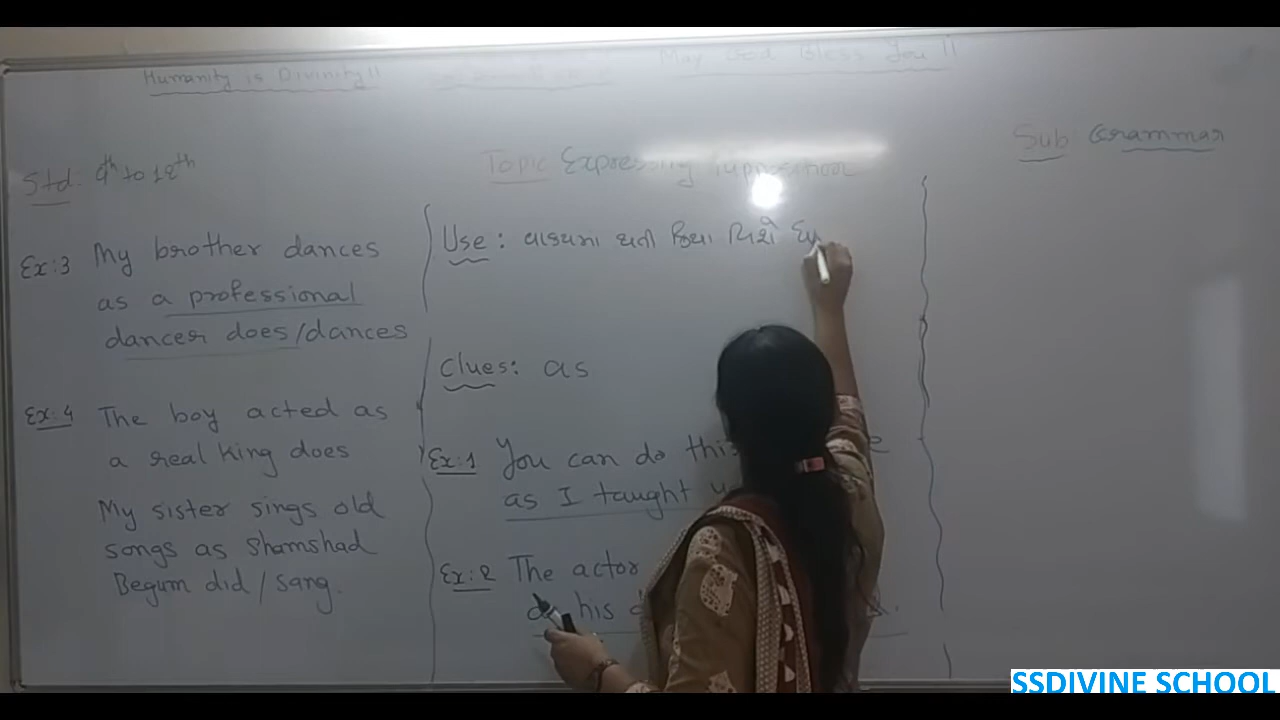 Humanity is Divinity !!
May God Bless You !!
Sub Grammar
Std: 9th to 12th
Topic Expressing Supposition
Ex:3 My brother dances
as a professional
dancer does/dances
Ex:4 The boy acted as
a real king does
My sister sings old
songs as Shamshad
Begum did / sang.
Use: વાક્યમા થતી ક્રિયા વિશે
Clues: as
Ex:1 You can do this
as I taught
Ex:2 The actor
his
SSDIVINE SCHOOL